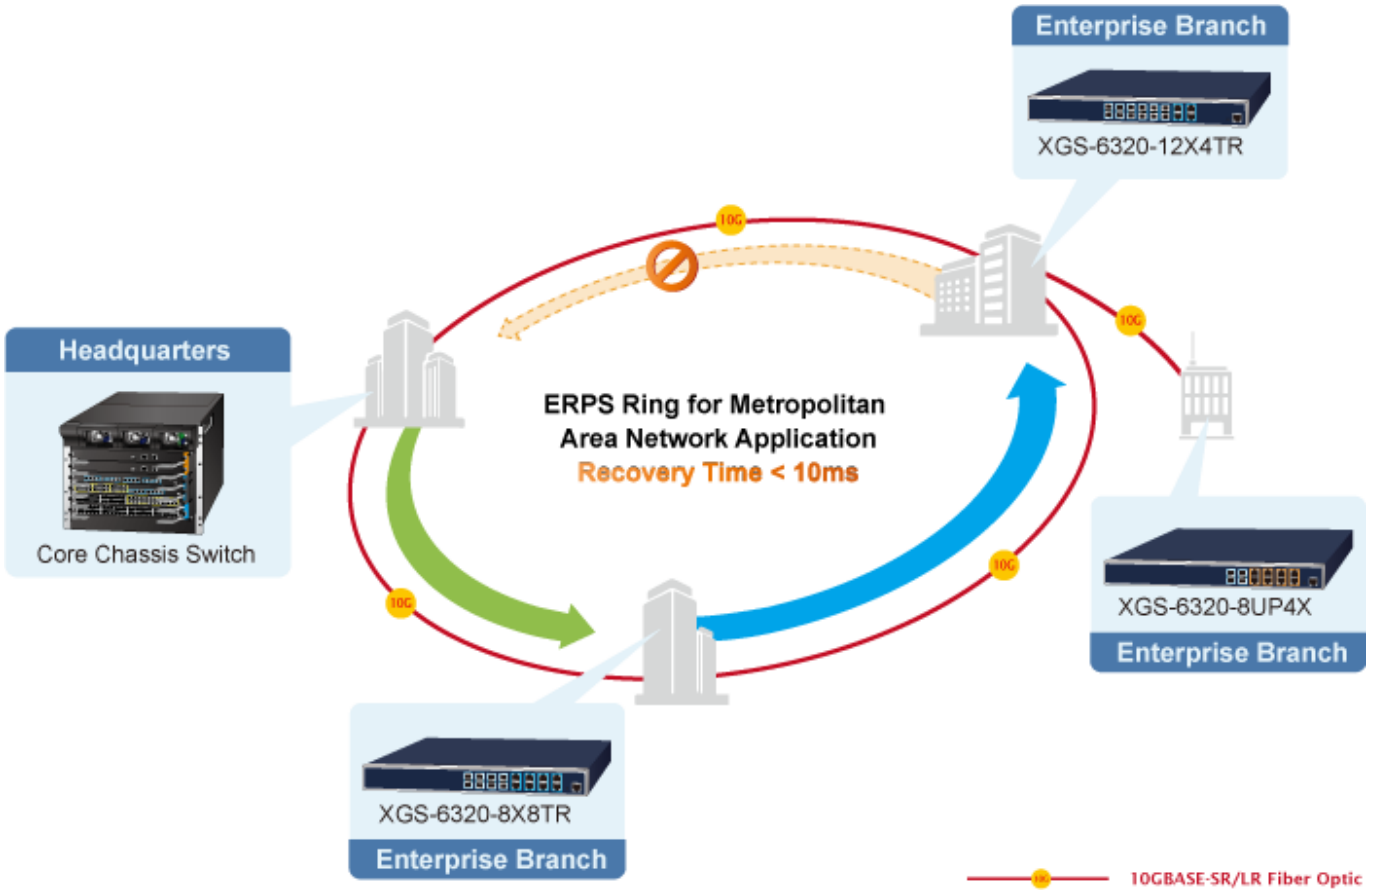 Enterprise Branch
XGS-6320-12X4TR
10G
10G
Headquarters
ERPS Ring for Metropolitan
Area Network Application
Recovery Time < 10ms
Core Chassis Switch
10G
10G
XGS-6320-8UP4X
Enterprise Branch
XGS-6320-8X8TR
Enterprise Branch
10G 10GBASE-SR/LR Fiber Optic